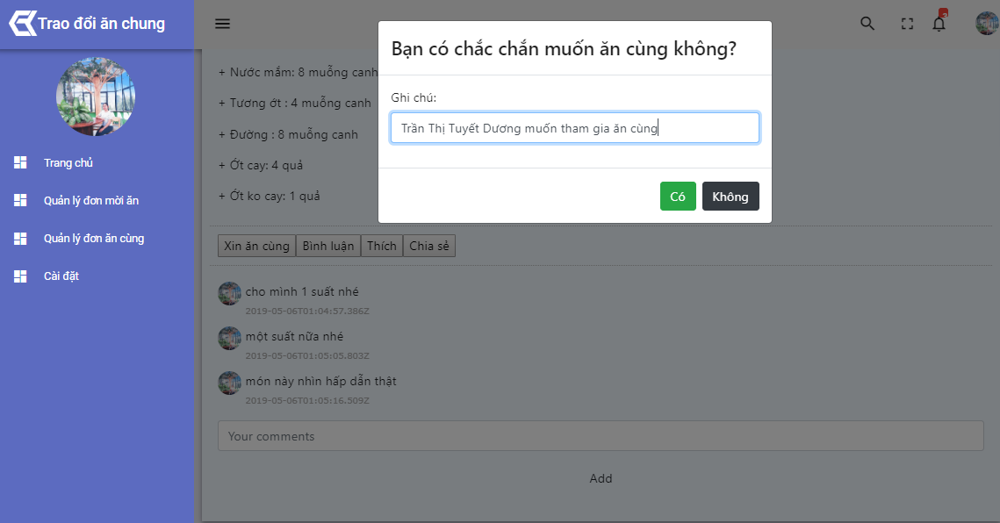 Trao đổi ăn chung
3
Trang chủ
Quản lý đơn mời ăn
Quản lý đơn ăn cùng
Cài đặt
Bạn có chắc chắn muốn ăn cùng không?
Ghi chú:
Trần Thị Tuyết Dương muốn tham gia ăn cùng
Có Không
+ Nước mắm: 8 muỗng canh
+ Tương ớt : 4 muỗng canh
+ Đường : 8 muỗng canh
+ Ớt cay: 4 quả
+ Ớt ko cay: 1 quả
Xin ăn cùng Bình luận Thích Chia sẻ
cho mình 1 suất nhé
2019-05-06T01:04:57.386Z
một suất nữa nhé
2019-05-06T01:05:05.803Z
món này nhìn hấp dẫn thật
2019-05-06T01:05:16.509Z
Your comments
Add